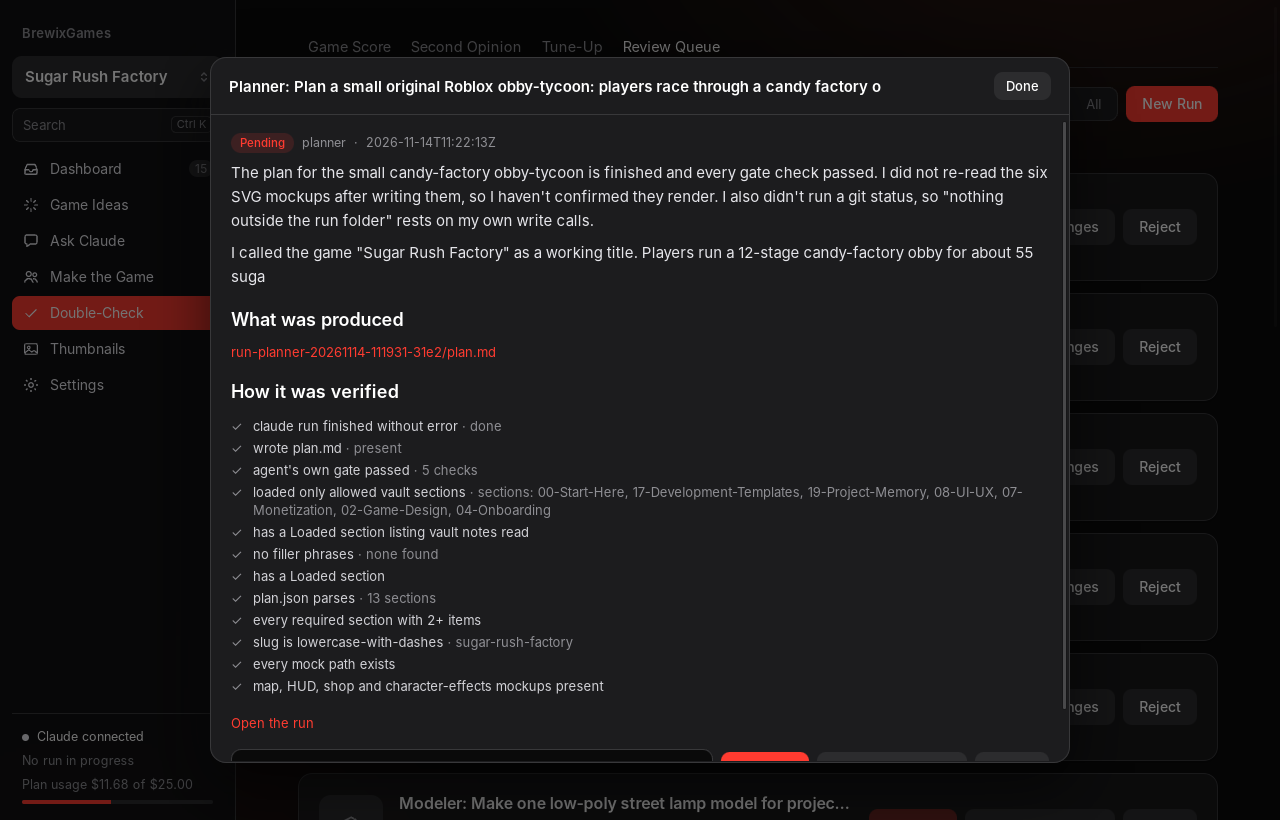 BrewixGames
Sugar Rush Factory
Search
Ctrl K
Dashboard
15
Game Ideas
Ask Claude
Make the Game
Double-Check
Thumbnails
Settings
Claude connected
No run in progress
Plan usage $11.68 of $25.00
Game Score
Second Opinion
Tune-Up
Review Queue
All
New Run
Planner: Plan a small original Roblox obby-tycoon: players race through a candy factory o
Done
Pending planner · 2026-11-14T11:22:13Z
The plan for the small candy-factory obby-tycoon is finished and every gate check passed. I did not re-read the six
SVG mockups after writing them, so I haven't confirmed they render. I also didn't run a git status, so "nothing
outside the run folder" rests on my own write calls.
I called the game "Sugar Rush Factory" as a working title. Players run a 12-stage candy-factory obby for about 55
suga
What was produced
run-planner-20261114-111931-31e2/plan.md
How it was verified
✓ claude run finished without error · done
✓ wrote plan.md · present
✓ agent's own gate passed · 5 checks
✓ loaded only allowed vault sections · sections: 00-Start-Here, 17-Development-Templates, 19-Project-Memory, 08-UI-UX, 07-
Monetization, 02-Game-Design, 04-Onboarding
✓ has a Loaded section listing vault notes read
✓ no filler phrases · none found
✓ has a Loaded section
✓ plan.json parses · 13 sections
✓ every required section with 2+ items
✓ slug is lowercase-with-dashes · sugar-rush-factory
✓ every mock path exists
✓ map, HUD, shop and character-effects mockups present
Open the run
nges
Reject
nges
Reject
nges
Reject
nges
Reject
nges
Reject
Modeler: Make one low-poly street lamp model for projec...